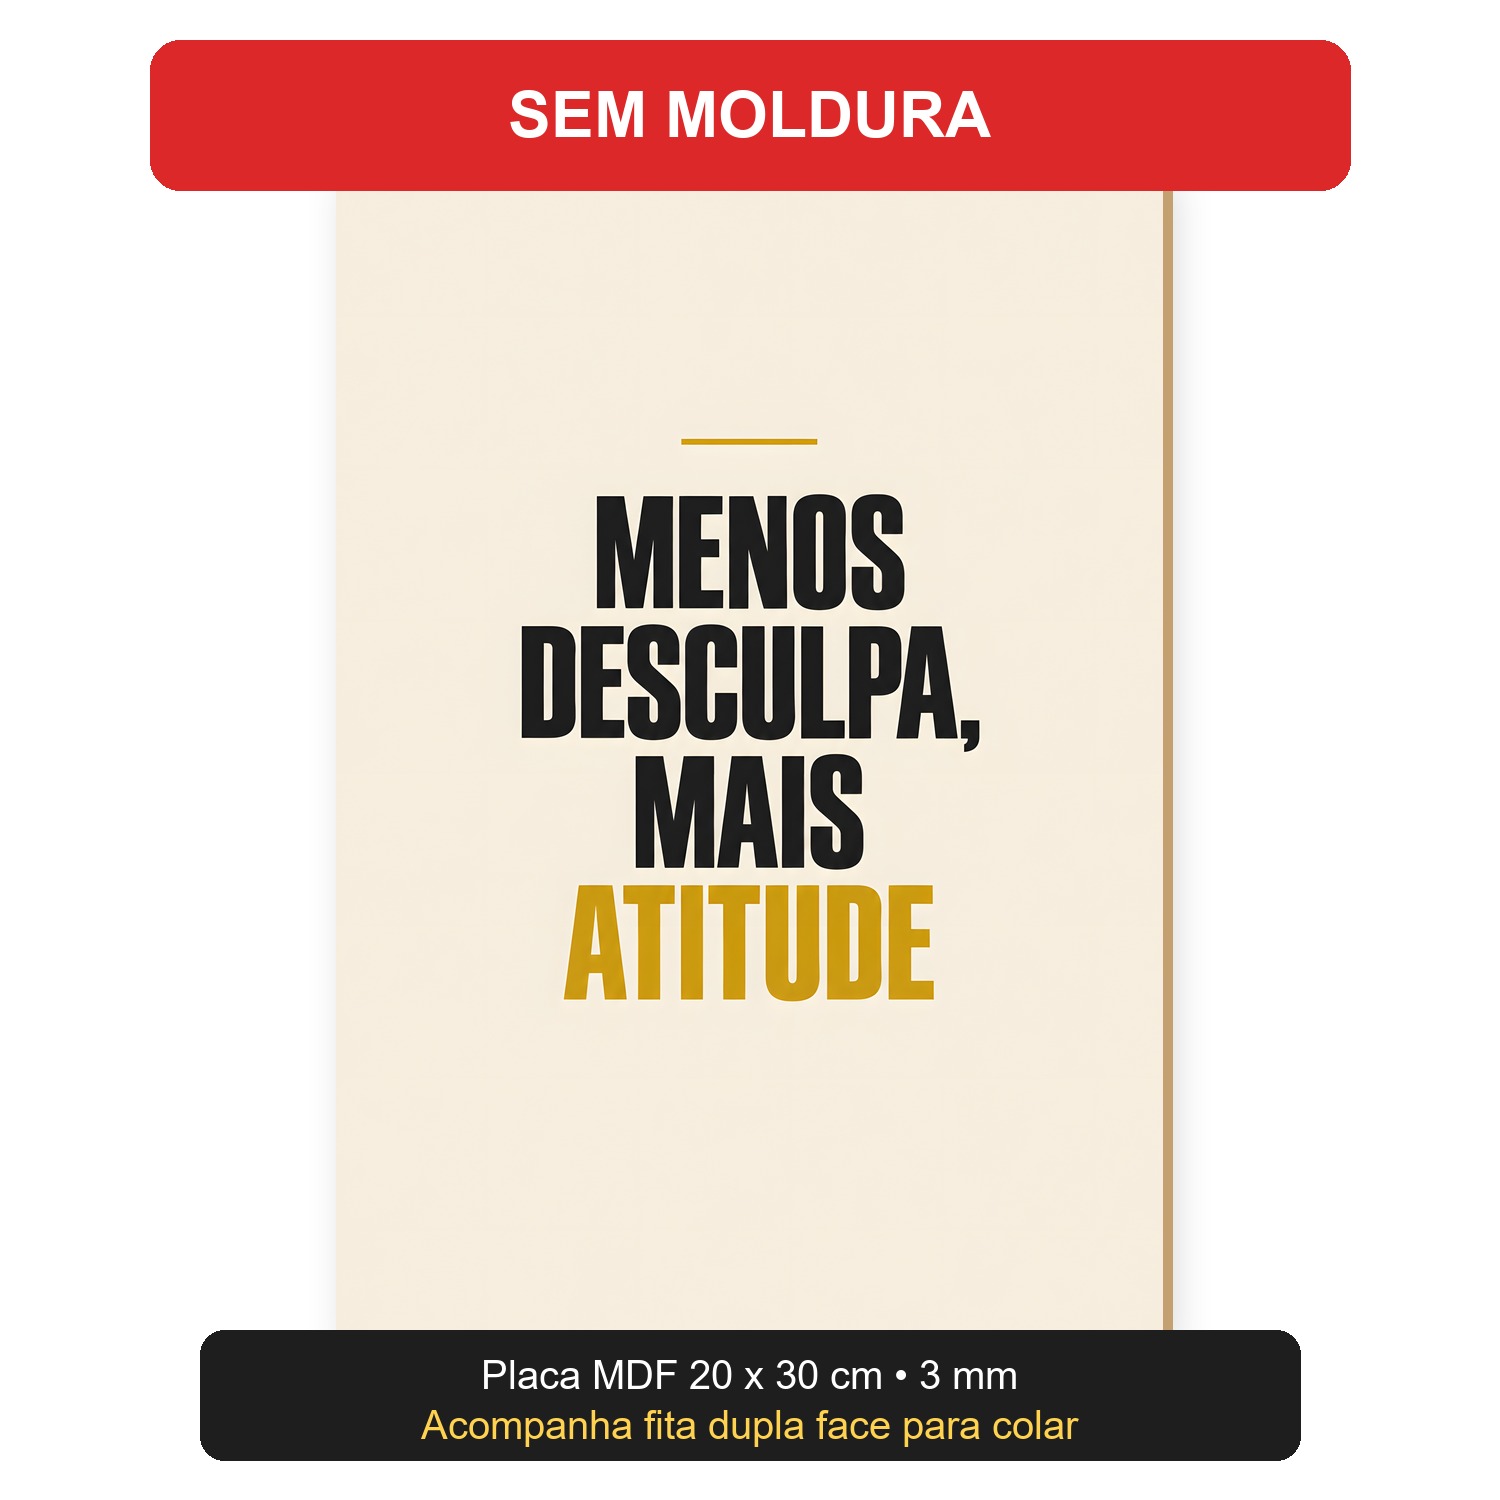 SEM MOLDURA
MENOS
DESCULPA,
MAIS
ATITUDE
Placa MDF 20 x 30 cm • 3 mm
Acompanha fita dupla face para colar